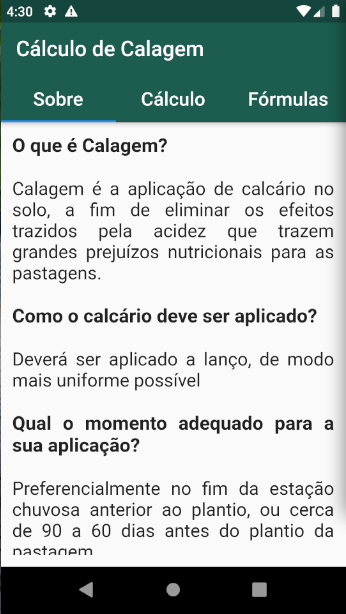 4:30
Cálculo de Calagem
Sobre Cálculo Fórmulas
O que é Calagem?
Calagem é a aplicação de calcário no
solo, a fim de eliminar os efeitos
trazidos pela acidez que trazem
grandes prejuízos nutricionais para as
pastagens.
Como o calcário deve ser aplicado?
Deverá ser aplicado a lanço, de modo
mais uniforme possível
Qual o momento adequado para a
sua aplicação?
Preferencialmente no fim da estação
chuvosa anterior ao plantio, ou cerca
de 90 a 60 dias antes do plantio da
pastagem